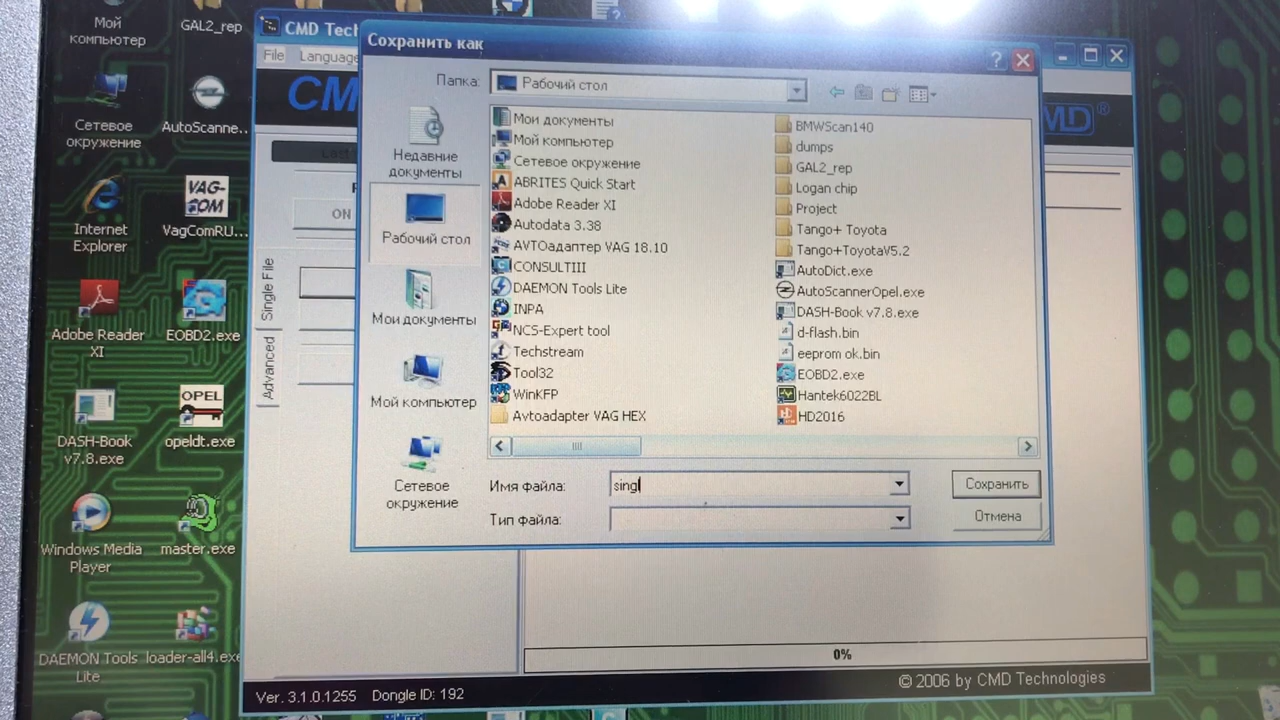 Мой
компьютер
GAL2_rep
Сетевое
окружение
AutoScanne...
Internet
Explorer
VAG-
COM
VagComRU...
Adobe Reader
XI
EOBD2.exe
DASH-Book
v7.8.exe
OPEL
opeldt.exe
Windows Media
Player
master.exe
DAEMON Tools
Lite
loader-all4.exe
CMD Tec
File Language
CM
MD®
ON
Single File
Advanced
Сохранить как
Папка: Рабочий стол
Недавние
документы
Рабочий стол
Мои документы
Мой компьютер
Сетевое
окружение
Мои документы
Мой компьютер
Сетевое окружение
ABRITES Quick Start
Adobe Reader XI
Autodata 3.38
AVTOадаптер VAG 18.10
CONSULTIII
DAEMON Tools Lite
INPA
NCS-Expert tool
Techstream
Tool32
WinKFP
Avtoadapter VAG HEX
BMWScan140
dumps
GAL2_rep
Logan chip
Project
Tango+ Toyota
Tango+ToyotaV5.2
AutoDict.exe
AutoScannerOpel.exe
DASH-Book v7.8.exe
d-flash.bin
eeprom ok.bin
EOBD2.exe
Hantek6022BL
HD2016
Имя файла: singl
Сохранить
Тип файла:
Отмена
0%
Ver. 3.1.0.1255 Dongle ID: 192
© 2006 by CMD Technologies